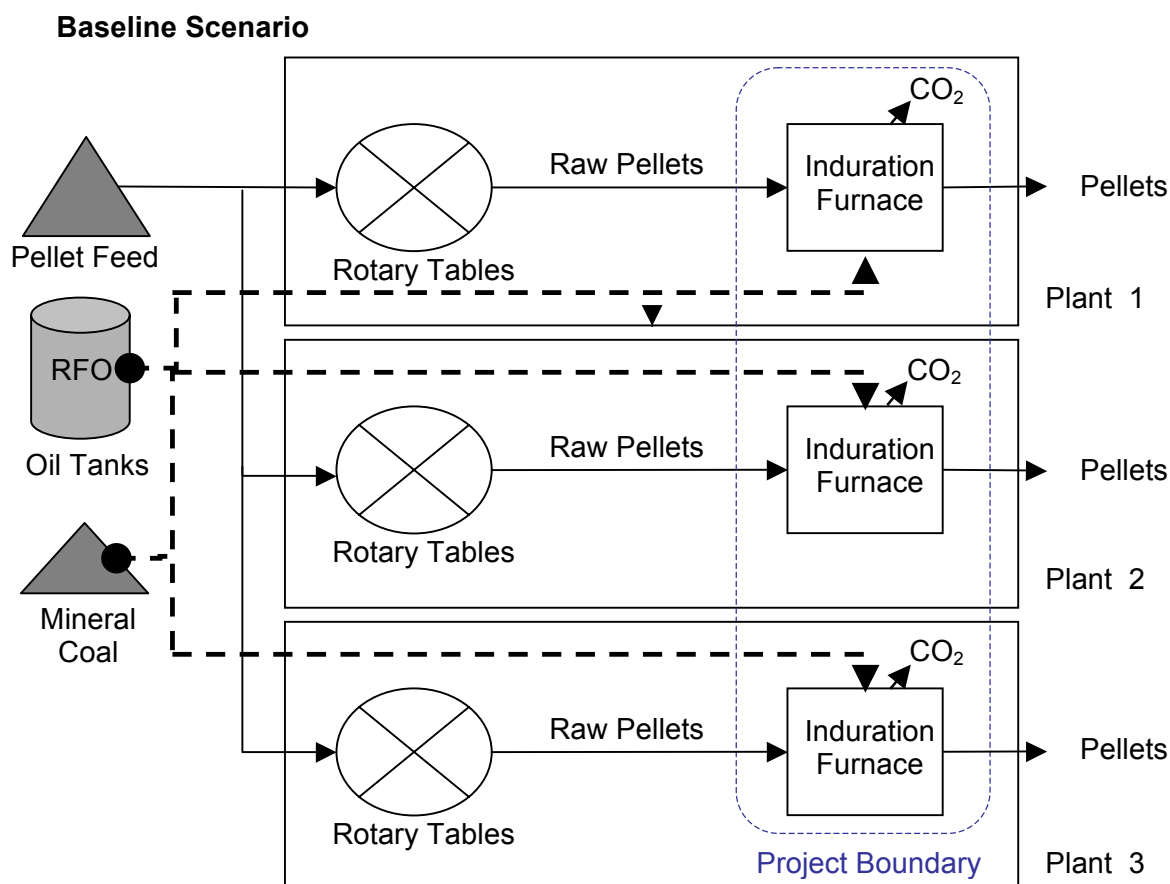 Baseline Scenario
CO₂
Raw Pellets
Induration
Furnace
Pellets
Pellet Feed
Rotary Tables
Plant 1
RFO
Oil Tanks
CO₂
Raw Pellets
Induration
Furnace
Pellets
Rotary Tables
Plant 2
Mineral
Coal
CO₂
Raw Pellets
Induration
Furnace
Pellets
Rotary Tables
Project Boundary
Plant 3